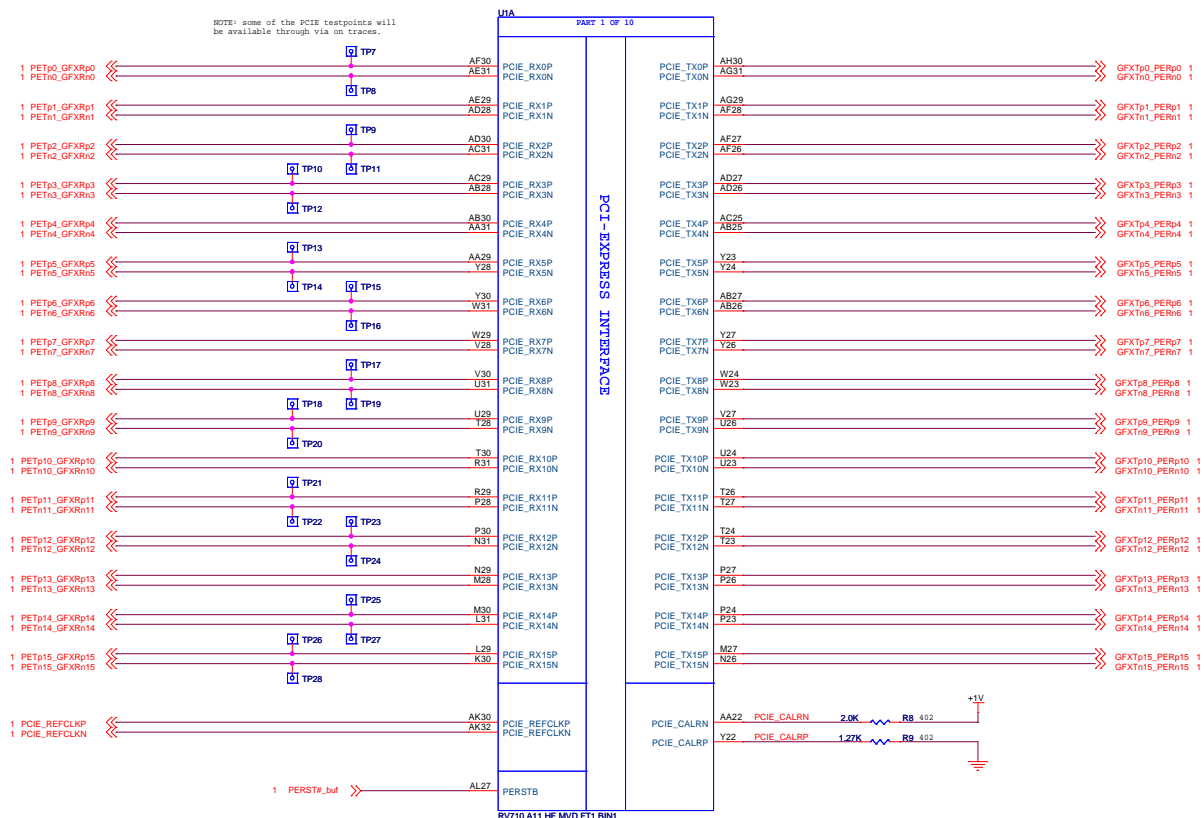 U1A
NOTE: some of the PCIE testpoints will
be available through via on traces.
PART 1 OF 10
TP7
1 PETp0_GFXRp0 AF30 PCIE_RX0P PCIE_TX0P AH30 GFXTp0_PERp0 1
1 PETn0_GFXRn0 AE31 PCIE_RX0N PCIE_TX0N AG31 GFXTn0_PERn0 1
TP8
1 PETp1_GFXRp1 AE29 PCIE_RX1P PCIE_TX1P AG29 GFXTp1_PERp1 1
1 PETn1_GFXRn1 AD28 PCIE_RX1N PCIE_TX1N AF28 GFXTn1_PERn1 1
TP9
1 PETp2_GFXRp2 AD30 PCIE_RX2P PCIE_TX2P AF27 GFXTp2_PERp2 1
1 PETn2_GFXRn2 AC31 PCIE_RX2N PCIE_TX2N AF26 GFXTn2_PERn2 1
TP10 TP11
1 PETp3_GFXRp3 AC29 PCIE_RX3P PCIE_TX3P AD27 GFXTp3_PERp3 1
1 PETn3_GFXRn3 AB28 PCIE_RX3N PCIE_TX3N AD26 GFXTn3_PERn3 1
TP12
1 PETp4_GFXRp4 AB30 PCIE_RX4P PCIE_TX4P AC25 GFXTp4_PERp4 1
1 PETn4_GFXRn4 AA31 PCIE_RX4N PCIE_TX4N AB25 GFXTn4_PERn4 1
TP13
1 PETp5_GFXRp5 AA29 PCIE_RX5P PCIE_TX5P Y23 GFXTp5_PERp5 1
1 PETn5_GFXRn5 Y28 PCIE_RX5N PCIE_TX5N Y24 GFXTn5_PERn5 1
TP14 TP15
1 PETp6_GFXRp6 Y30 PCIE_RX6P PCIE_TX6P AB27 GFXTp6_PERp6 1
1 PETn6_GFXRn6 W31 PCIE_RX6N PCIE_TX6N AB26 GFXTn6_PERn6 1
TP16
1 PETp7_GFXRp7 W29 PCIE_RX7P PCIE_TX7P Y27 GFXTp7_PERp7 1
1 PETn7_GFXRn7 V28 PCIE_RX7N PCIE_TX7N Y26 GFXTn7_PERn7 1
TP17
1 PETp8_GFXRp8 V30 PCIE_RX8P PCIE_TX8P W24 GFXTp8_PERp8 1
1 PETn8_GFXRn8 U31 PCIE_RX8N PCIE_TX8N W23 GFXTn8_PERn8 1
TP18 TP19
1 PETp9_GFXRp9 U29 PCIE_RX9P PCIE_TX9P V27 GFXTp9_PERp9 1
1 PETn9_GFXRn9 T28 PCIE_RX9N PCIE_TX9N U26 GFXTn9_PERn9 1
TP20
1 PETp10_GFXRp10 T30 PCIE_RX10P PCIE_TX10P U24 GFXTp10_PERp10 1
1 PETn10_GFXRn10 R31 PCIE_RX10N PCIE_TX10N U23 GFXTn10_PERn10 1
TP21
1 PETp11_GFXRp11 R29 PCIE_RX11P PCIE_TX11P T26 GFXTp11_PERp11 1
1 PETn11_GFXRn11 P28 PCIE_RX11N PCIE_TX11N T27 GFXTn11_PERn11 1
TP22 TP23
1 PETp12_GFXRp12 P30 PCIE_RX12P PCIE_TX12P T24 GFXTp12_PERp12 1
1 PETn12_GFXRn12 N31 PCIE_RX12N PCIE_TX12N T23 GFXTn12_PERn12 1
TP24
1 PETp13_GFXRp13 N29 PCIE_RX13P PCIE_TX13P P27 GFXTp13_PERp13 1
1 PETn13_GFXRn13 M28 PCIE_RX13N PCIE_TX13N P26 GFXTn13_PERn13 1
TP25
1 PETp14_GFXRp14 M30 PCIE_RX14P PCIE_TX14P P24 GFXTp14_PERp14 1
1 PETn14_GFXRn14 L31 PCIE_RX14N PCIE_TX14N P23 GFXTn14_PERn14 1
TP26 TP27
1 PETp15_GFXRp15 L29 PCIE_RX15P PCIE_TX15P M27 GFXTp15_PERp15 1
1 PETn15_GFXRn15 K30 PCIE_RX15N PCIE_TX15N N26 GFXTn15_PERn15 1
TP28
PCI-EXPRESS INTERFACE
+1V
1 PCIE_REFCLKP AK30 PCIE_REFCLKP PCIE_CALRN AA22 PCIE_CALRN 2.0K R8 402
1 PCIE_REFCLKN AK32 PCIE_REFCLKN
PCIE_CALRP Y22 PCIE_CALRP 1.27K R9 402
1 PERST#_buf AL27 PERSTB
RV710 A11 HF MVD FT1 BIN1